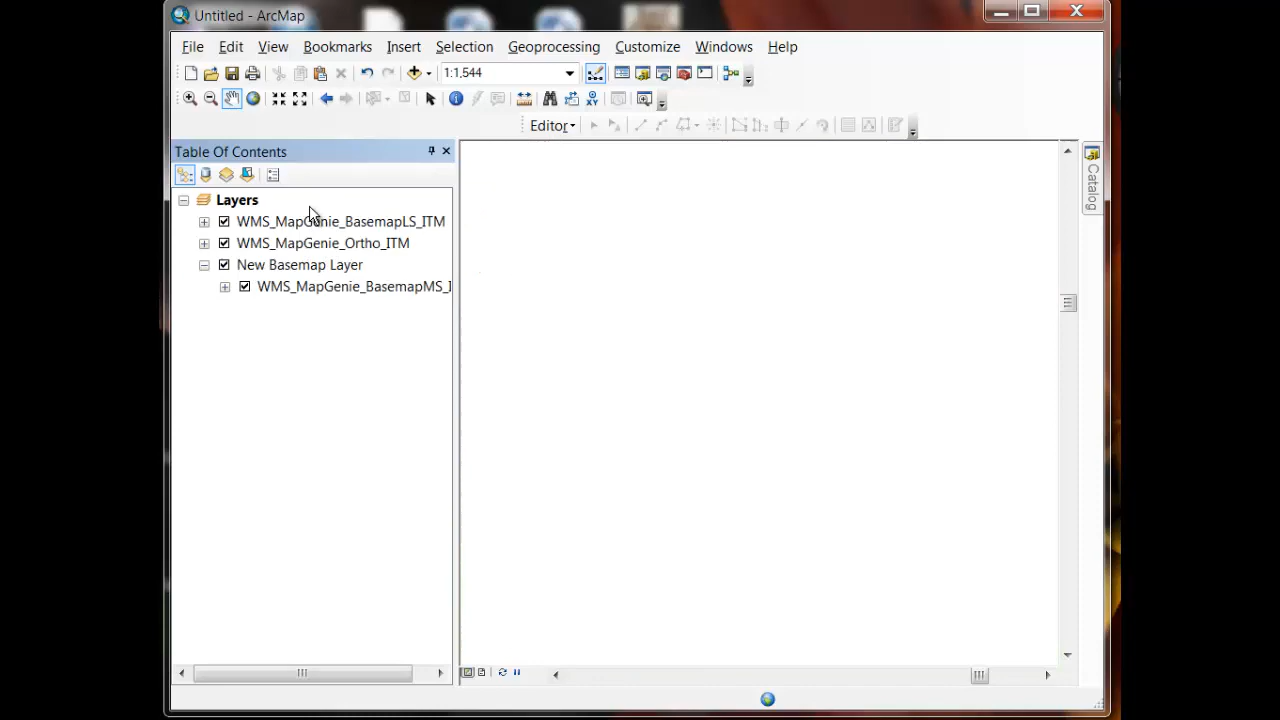 Untitled - ArcMap
File Edit View Bookmarks Insert Selection Geoprocessing Customize Windows Help
1:1,544
Editor
Table Of Contents
Catalog
Layers
WMS_MapGenie_BasemapLS_ITM
WMS_MapGenie_Ortho_ITM
New Basemap Layer
WMS_MapGenie_BasemapMS_I